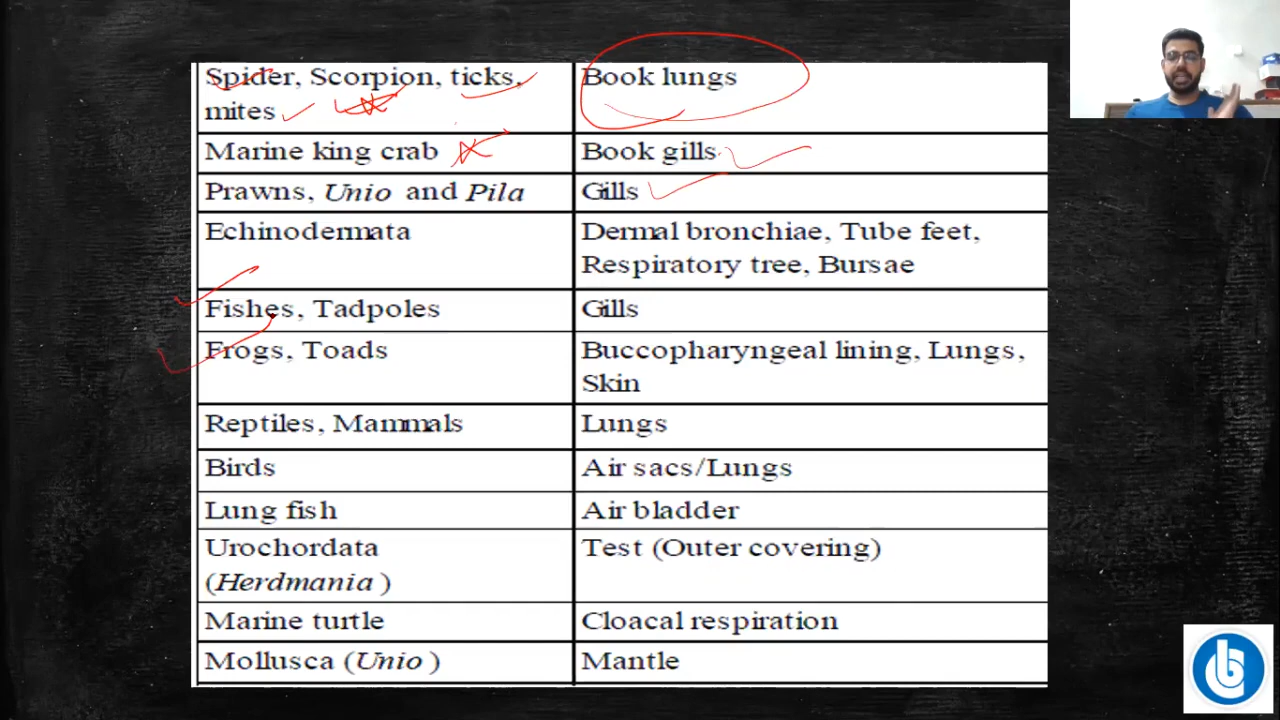 Spider, Scorpion, ticks, Book lungs
mites
Marine king crab Book gills
Prawns, Unio and Pila Gills
Echinodermata Dermal bronchiae, Tube feet,
Respiratory tree, Bursae
Fishes, Tadpoles Gills
Frogs, Toads Buccopharyngeal lining, Lungs,
Skin
Reptiles, Mammals Lungs
Birds Air sacs/Lungs
Lung fish Air bladder
Urochordata Test (Outer covering)
(Herdmania )
Marine turtle Cloacal respiration
Mollusca (Unio ) Mantle